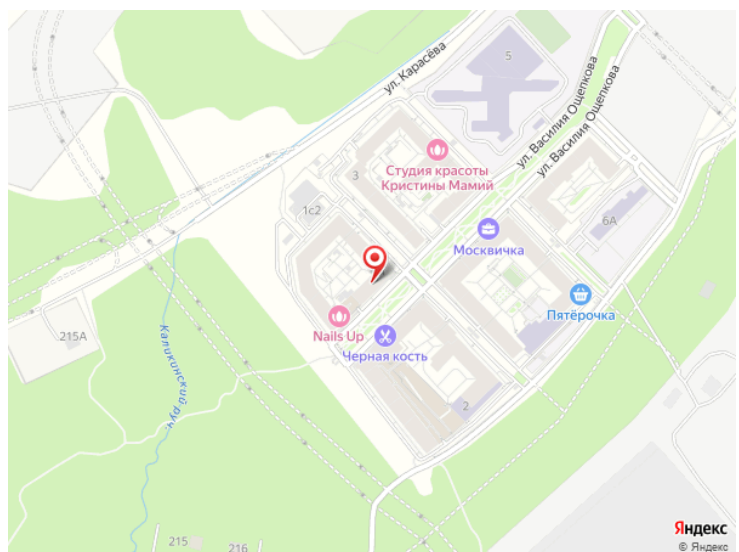 5
ул. Карасёва
ул. Василия Ощепкова
ул. Василия Ощепкова
Студия красоты
Кристины Мамий
3
1с2
6А
Москвичка
Пятёрочка
Nails Up
Черная кость
215А
Каликинский руч.
2
215
216
Яндекс
© Яндекс